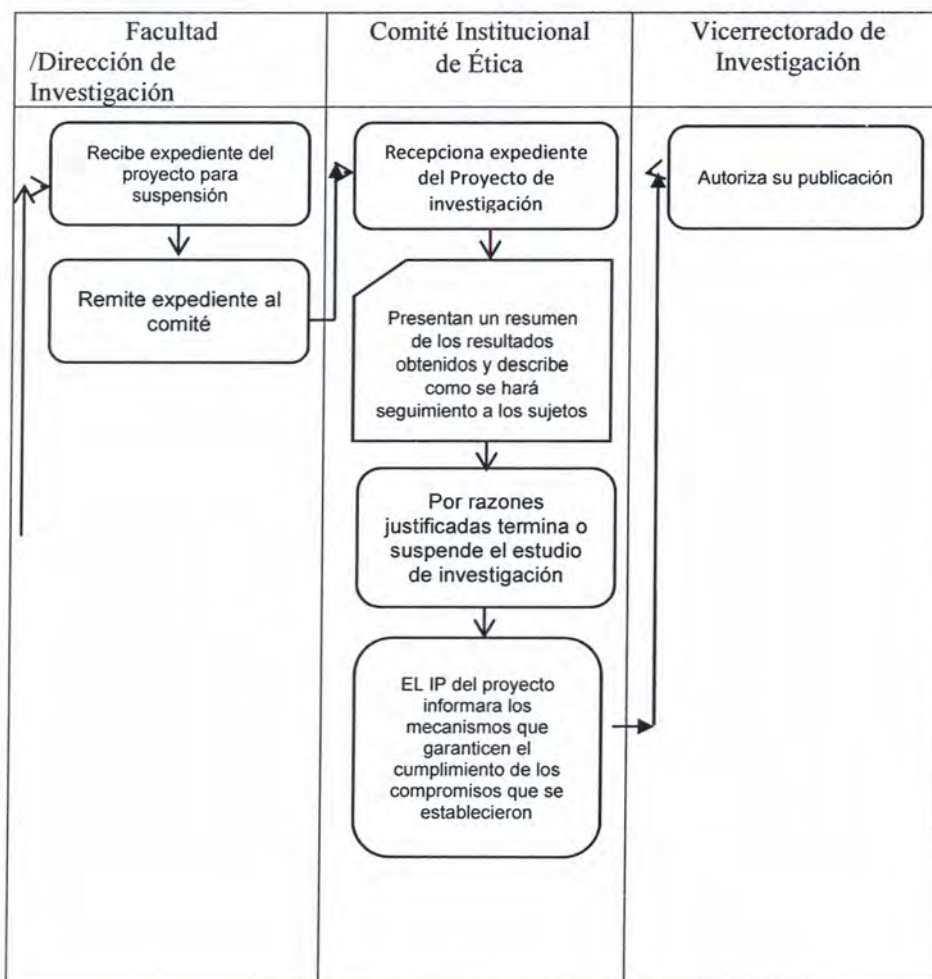 Facultad
/Dirección de
Investigación
Comité Institucional
de Ética
Vicerrectorado de
Investigación
Recibe expediente del
proyecto para
suspensión
Remite expediente al
comité
Recepciona expediente
del Proyecto de
investigación
Presentan un resumen
de los resultados
obtenidos y describe
como se hará
seguimiento a los sujetos
Por razones
justificadas termina o
suspende el estudio
de investigación
EL IP del proyecto
informara los
mecanismos que
garanticen el
cumplimiento de los
compromisos que se
establecieron
Autoriza su publicación